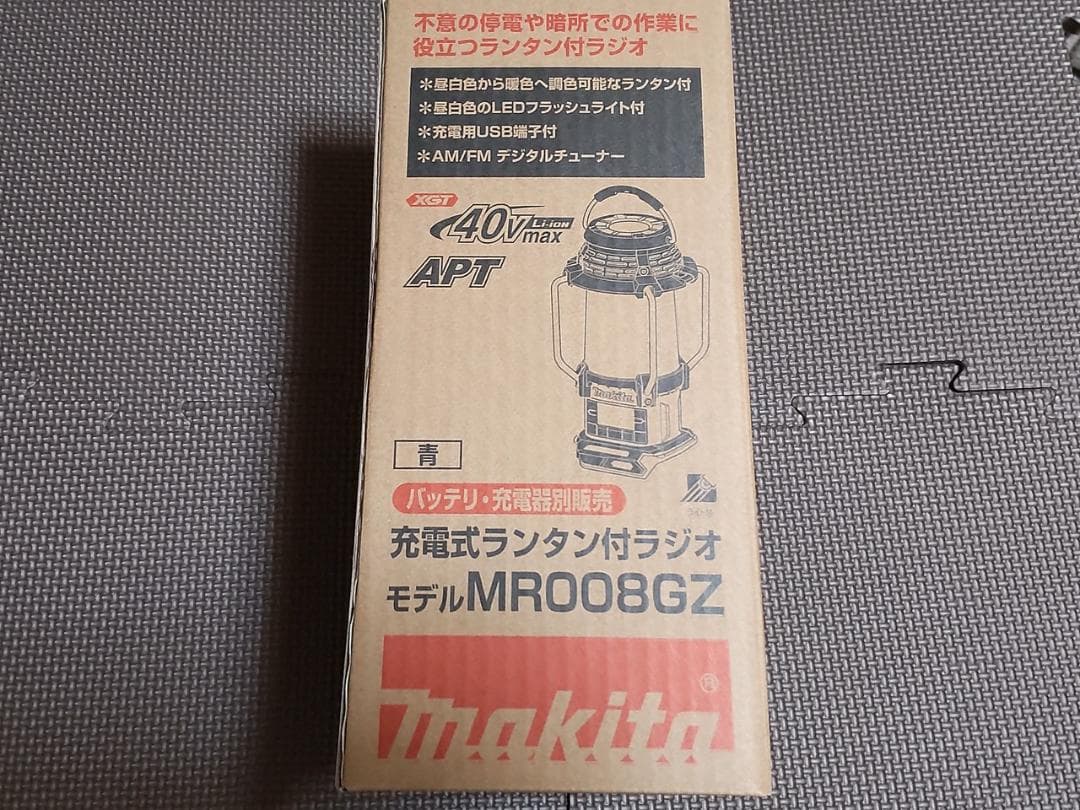 不意の停電や暗所での作業に
役立つランタン付ラジオ
＊昼白色から暖色へ調色可能なランタン付
＊昼白色のLEDフラッシュライト付
＊充電用USB端子付
＊AM/FM デジタルチューナー
XGT
40Vmax Li-ion
APT
makita
青
バッテリ・充電器別販売
充電式ランタン付ラジオ
モデルMR008GZ
makita®